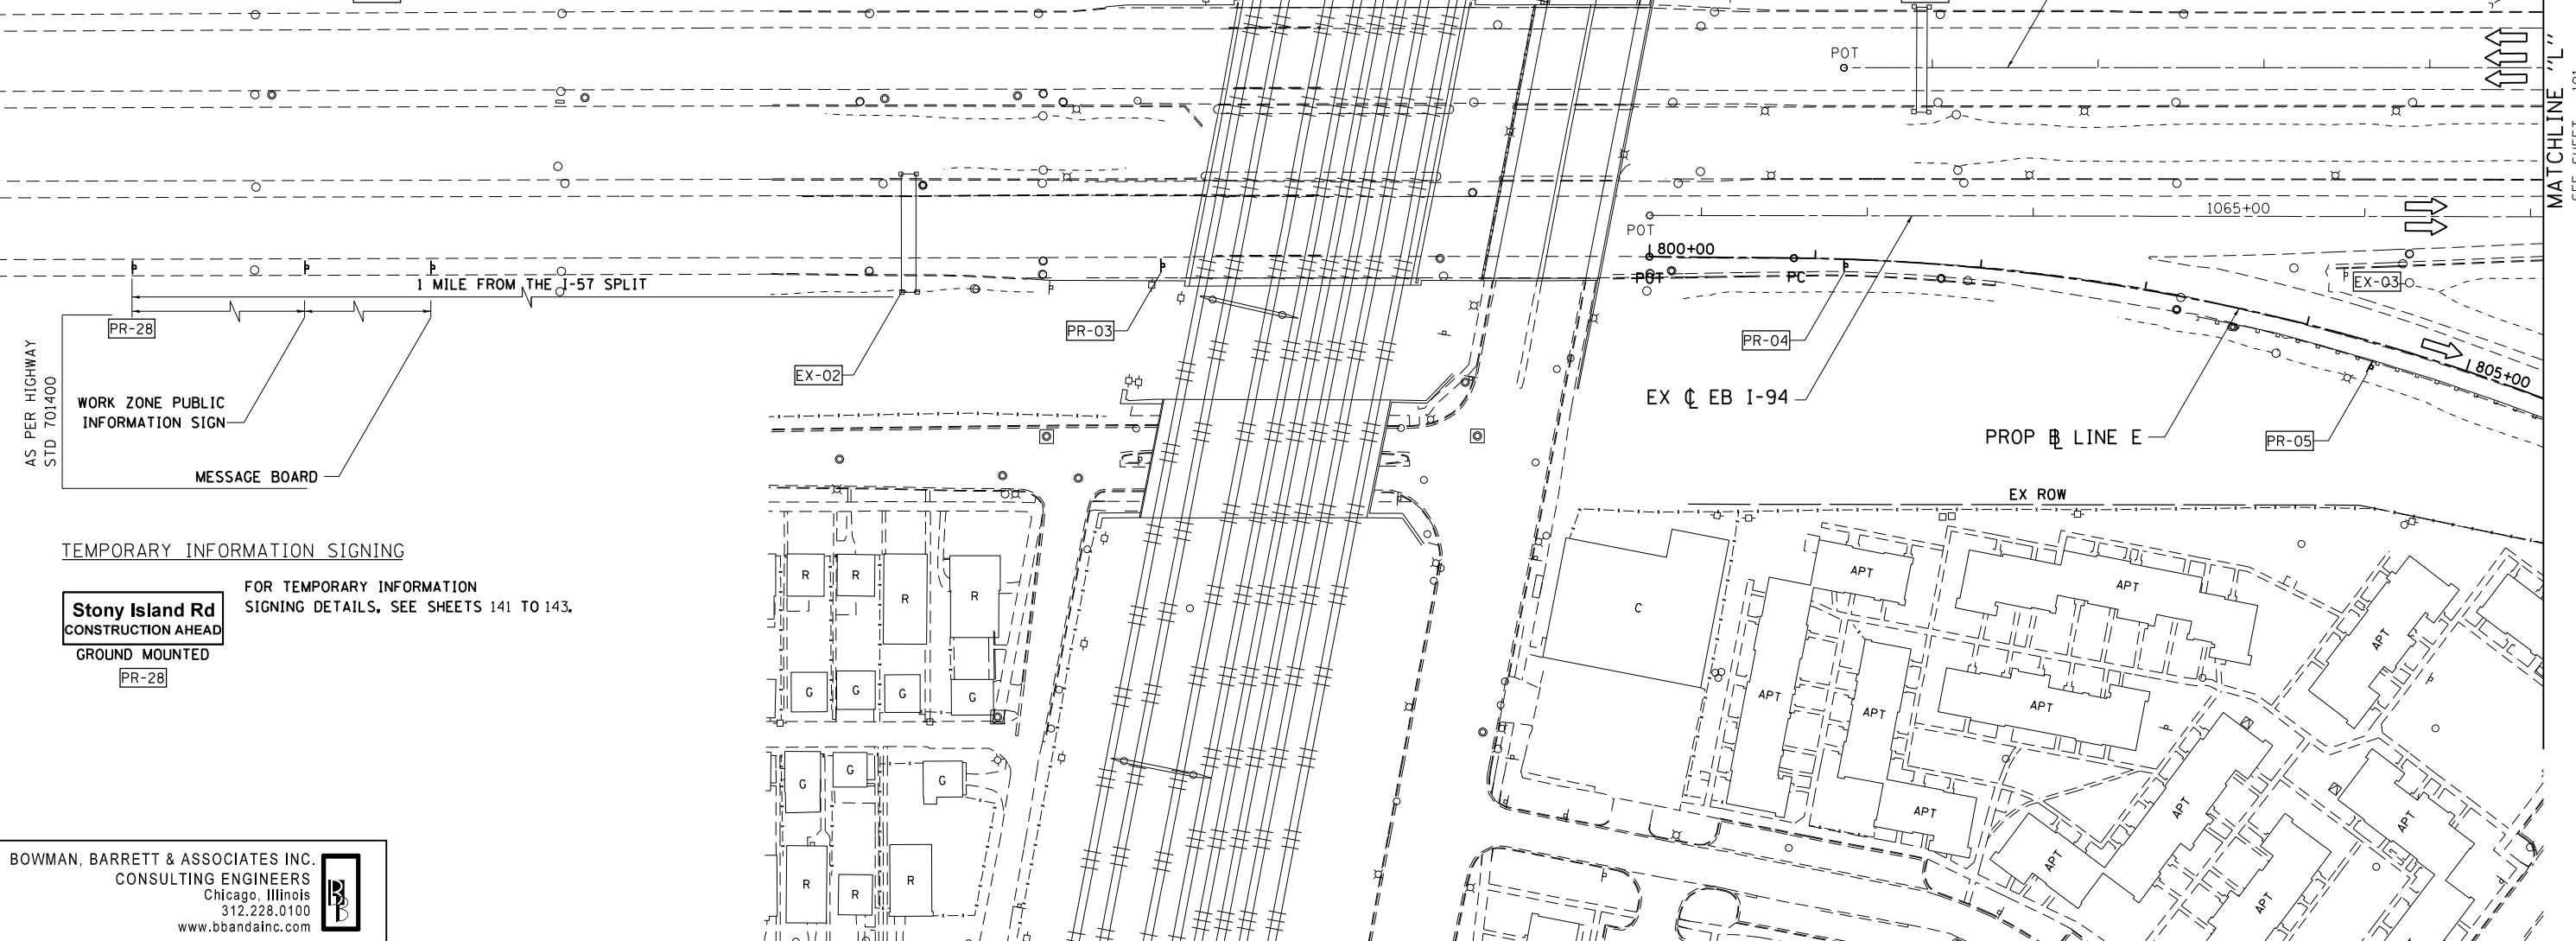 POT
MATCHLINE "L"
1065+00
POT
800+00
POT
PC
1 MILE FROM THE I-57 SPLIT
EX-03
PR-28
PR-03
PR-04
EX-02
805+00
AS PER HIGHWAY
STD 701400
WORK ZONE PUBLIC
INFORMATION SIGN
EX ℄ EB I-94
PROP B LINE E
PR-05
MESSAGE BOARD
EX ROW
TEMPORARY INFORMATION SIGNING
FOR TEMPORARY INFORMATION
SIGNING DETAILS, SEE SHEETS 141 TO 143.
Stony Island Rd
CONSTRUCTION AHEAD
GROUND MOUNTED
PR-28
R
R
R
R
G
G
G
G
G
G
G
R
R
R
C
APT
APT
APT
APT
APT
APT
APT
APT
APT
APT
APT
BOWMAN, BARRETT & ASSOCIATES INC.
CONSULTING ENGINEERS
Chicago, Illinois
312.228.0100
www.bbandainc.com